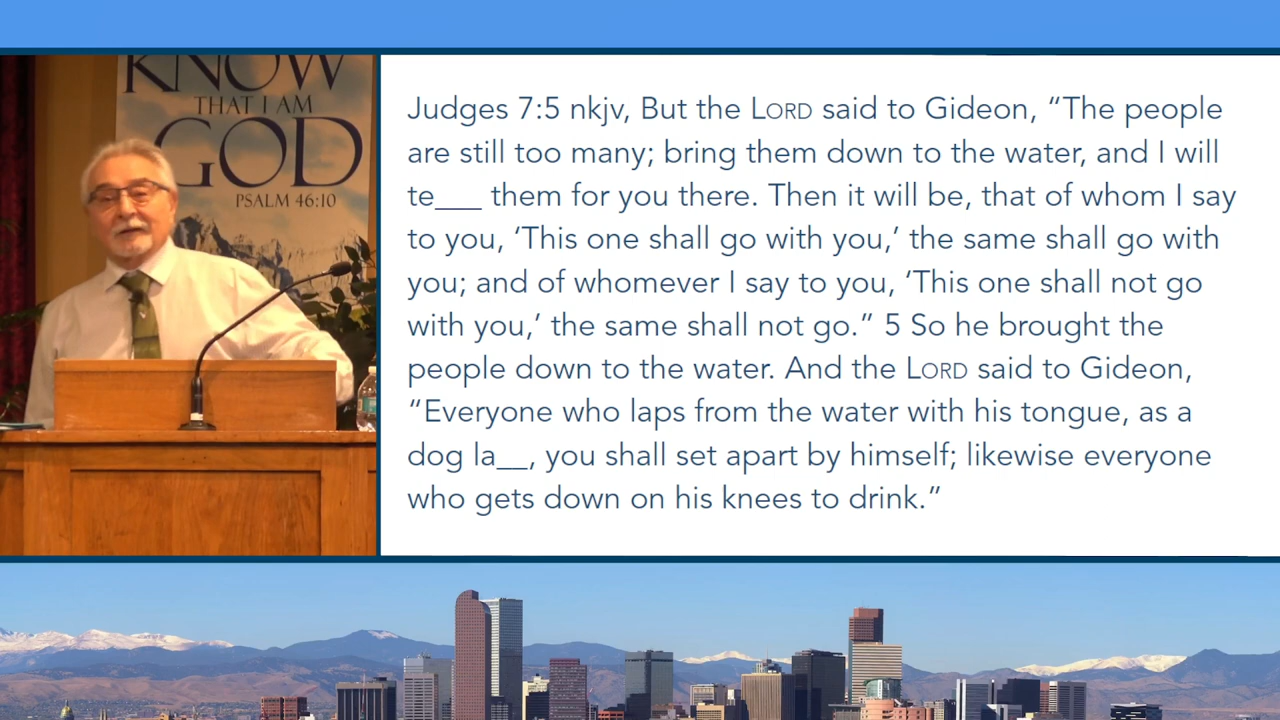 KNOW
THAT I AM
GOD
PSALM 46:10
Judges 7:5 nkjv, But the LORD said to Gideon, “The people
are still too many; bring them down to the water, and I will
te___ them for you there. Then it will be, that of whom I say
to you, ‘This one shall go with you,’ the same shall go with
you; and of whomever I say to you, ‘This one shall not go
with you,’ the same shall not go.” 5 So he brought the
people down to the water. And the LORD said to Gideon,
“Everyone who laps from the water with his tongue, as a
dog la__, you shall set apart by himself; likewise everyone
who gets down on his knees to drink.”